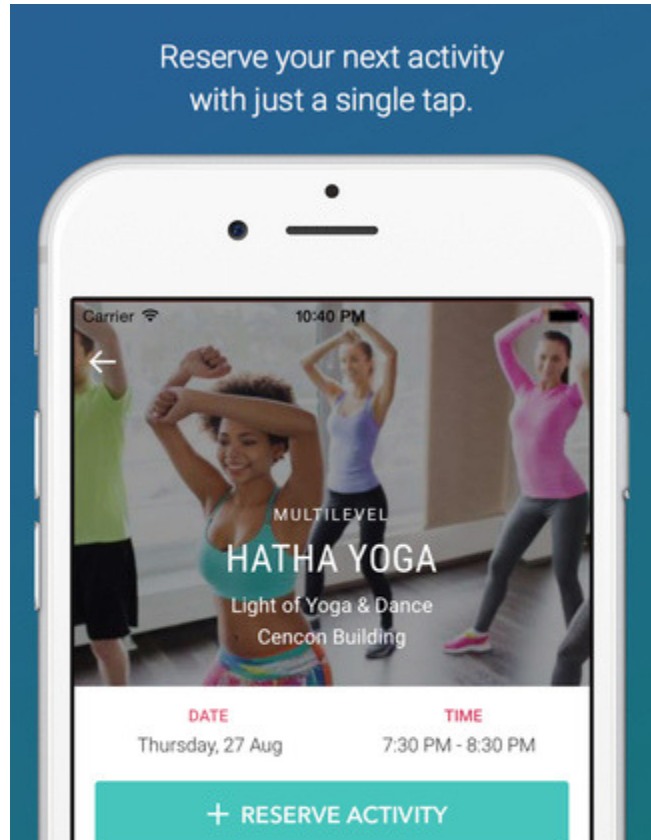 Reserve your next activity
with just a single tap.
Carrier 10:40 PM
MULTILEVEL
HATHA YOGA
Light of Yoga & Dance
Cencon Building
DATE TIME
Thursday, 27 Aug 7:30 PM - 8:30 PM
+ RESERVE ACTIVITY